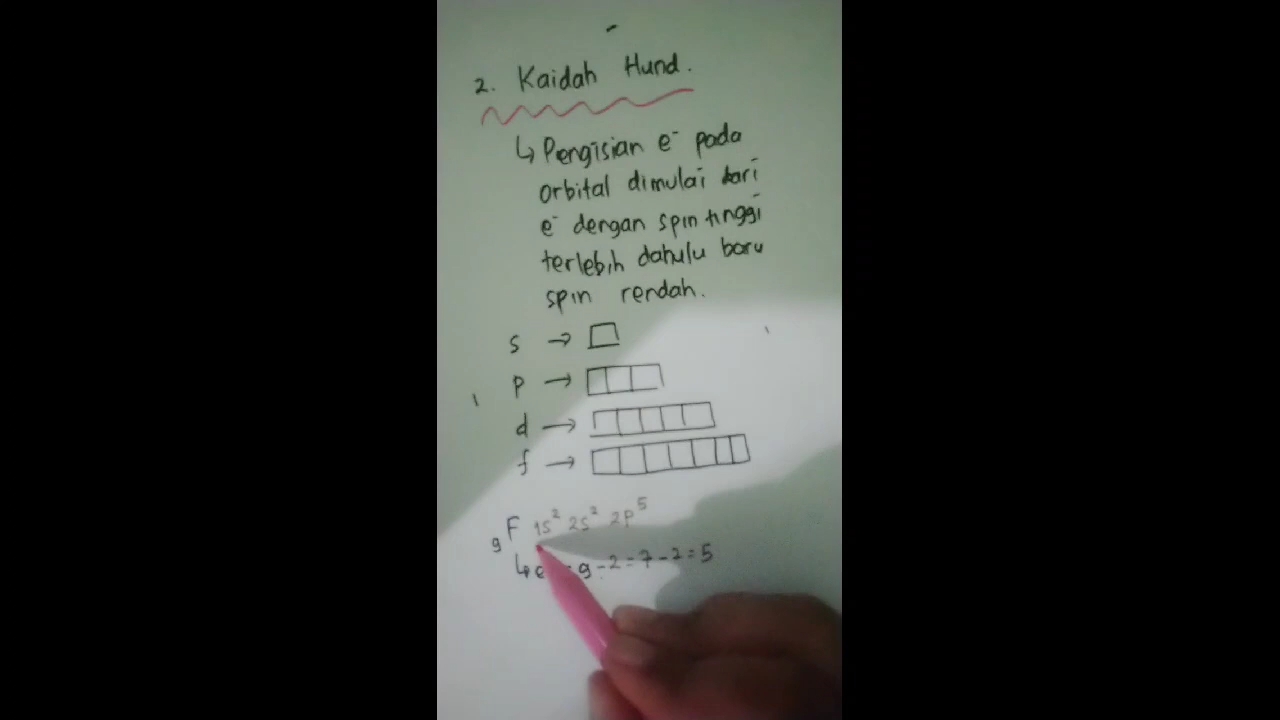 2. Kaidah Hund.
↳ Pengisian e⁻ pada
orbital dimulai dari
e⁻ dengan spin tinggi
terlebih dahulu baru
spin rendah.
s →
p →
d →
f →
₉F 1s² 2s² 2p⁵
↳ e 9-2=7-2=5